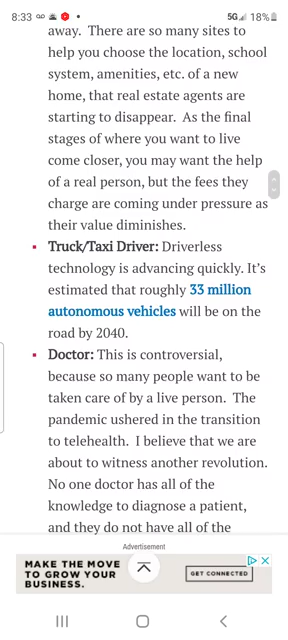 8:33
5G 18%
away. There are so many sites to
help you choose the location, school
system, amenities, etc. of a new
home, that real estate agents are
starting to disappear. As the final
stages of where you want to live
come closer, you may want the help
of a real person, but the fees they
charge are coming under pressure as
their value diminishes.
▪ Truck/Taxi Driver: Driverless
technology is advancing quickly. It's
estimated that roughly 33 million
autonomous vehicles will be on the
road by 2040.
▪ Doctor: This is controversial,
because so many people want to be
taken care of by a live person. The
pandemic ushered in the transition
to telehealth. I believe that we are
about to witness another revolution.
No one doctor has all of the
knowledge to diagnose a patient,
and they do not have all of the
Advertisement
MAKE THE MOVE
TO GROW YOUR
BUSINESS.
GET CONNECTED